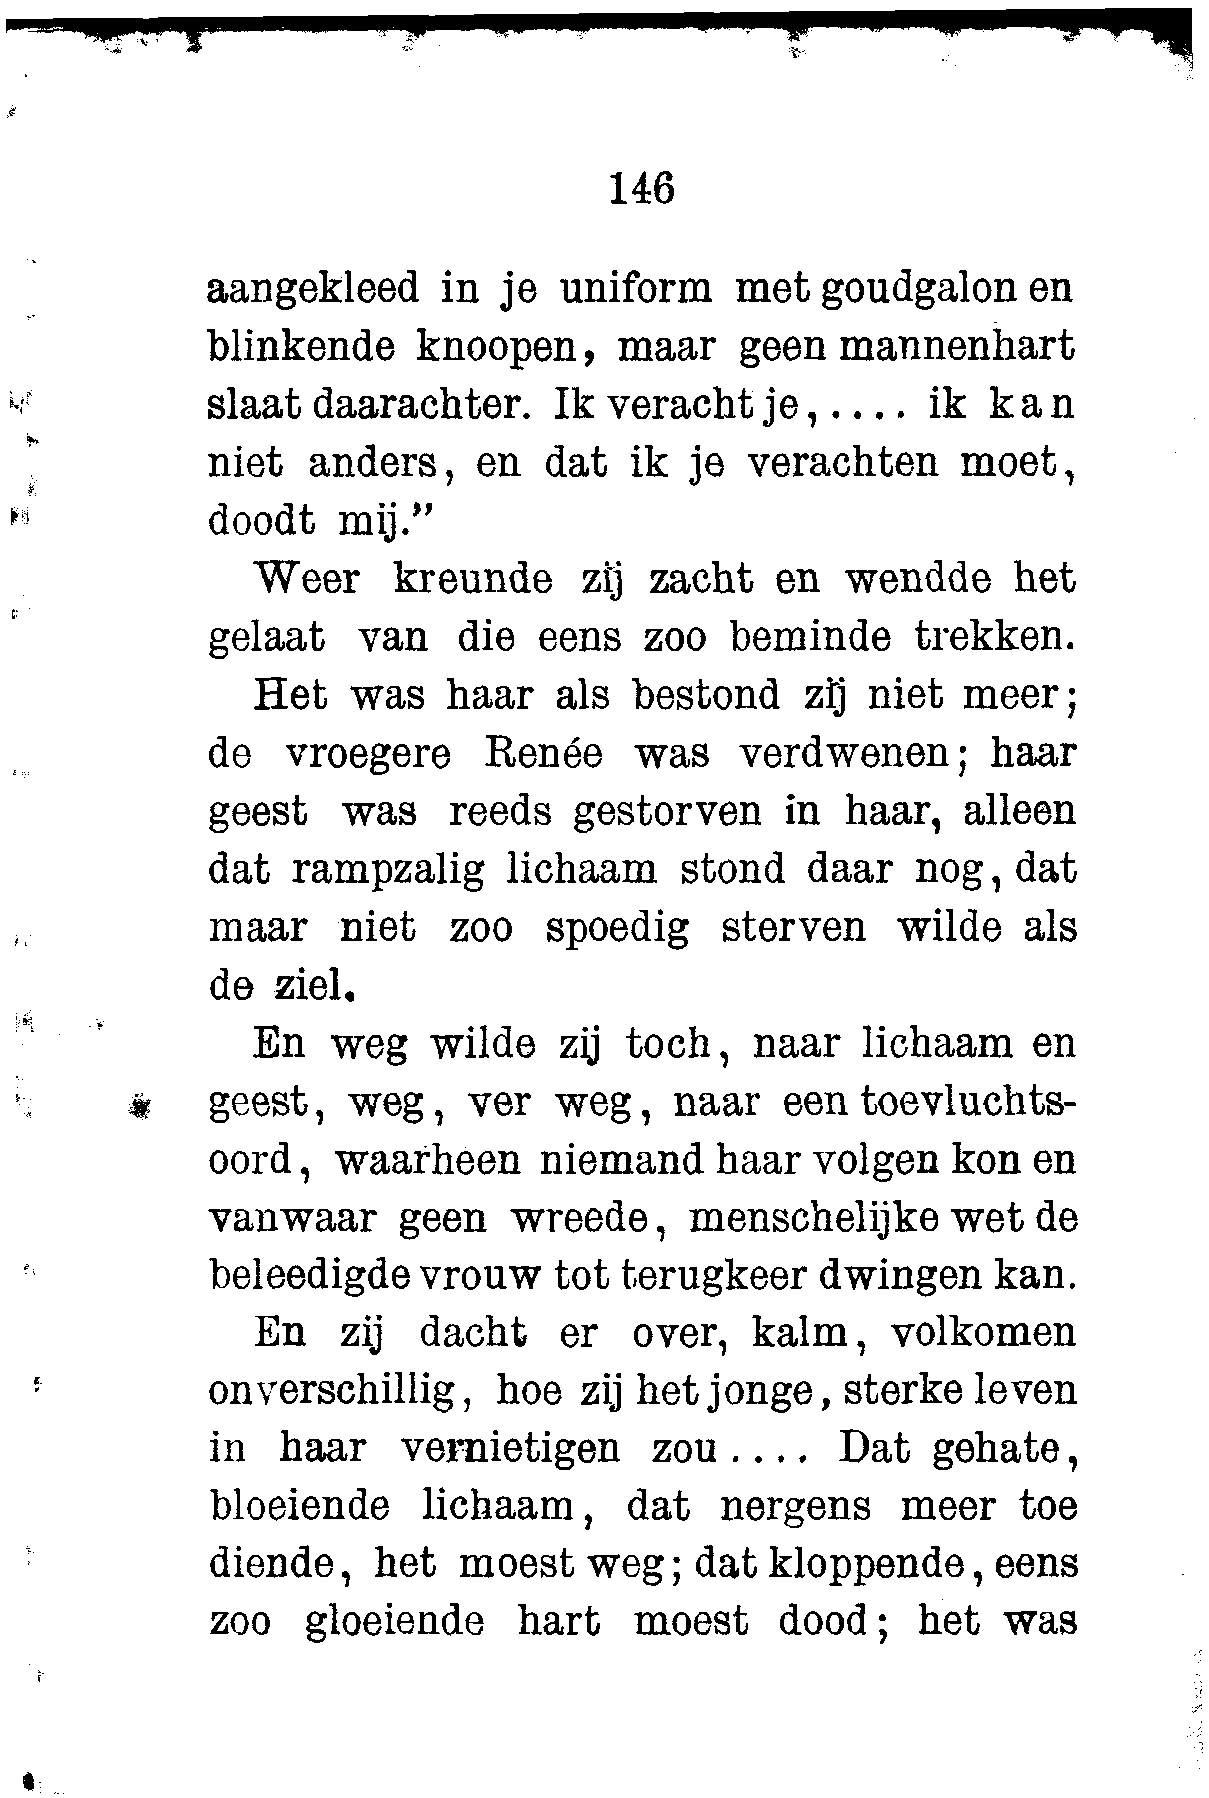 146
aangekleed in je uniform met goudgalon en
blinkende knoopen, maar geen mannenhart
slaat daarachter. Ik veracht je, .... ik kan
niet anders, en dat ik je verachten moet,
doodt mij.”
Weer kreunde zij zacht en wendde het
gelaat van die eens zoo beminde trekken.
Het was haar als bestond zij niet meer;
de vroegere Renée was verdwenen; haar
geest was reeds gestorven in haar, alleen
dat rampzalig lichaam stond daar nog, dat
maar niet zoo spoedig sterven wilde als
de ziel.
En weg wilde zij toch, naar lichaam en
geest, weg, ver weg, naar een toevluchts-
oord, waarheen niemand haar volgen kon en
vanwaar geen wreede, menschelijke wet de
beleedigde vrouw tot terugkeer dwingen kan.
En zij dacht er over, kalm, volkomen
onverschillig, hoe zij het jonge, sterke leven
in haar vernietigen zou .... Dat gehate,
bloeiende lichaam, dat nergens meer toe
diende, het moest weg; dat kloppende, eens
zoo gloeiende hart moest dood; het was